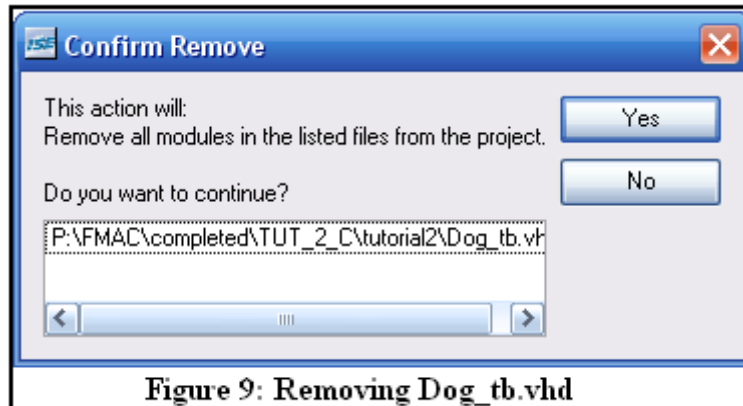 ISE Confirm Remove
This action will:
Remove all modules in the listed files from the project.
Do you want to continue?
P:\FMAC\completed\TUT_2_C\tutorial2\Dog_tb.vh
Yes
No
Figure 9: Removing Dog_tb.vhd